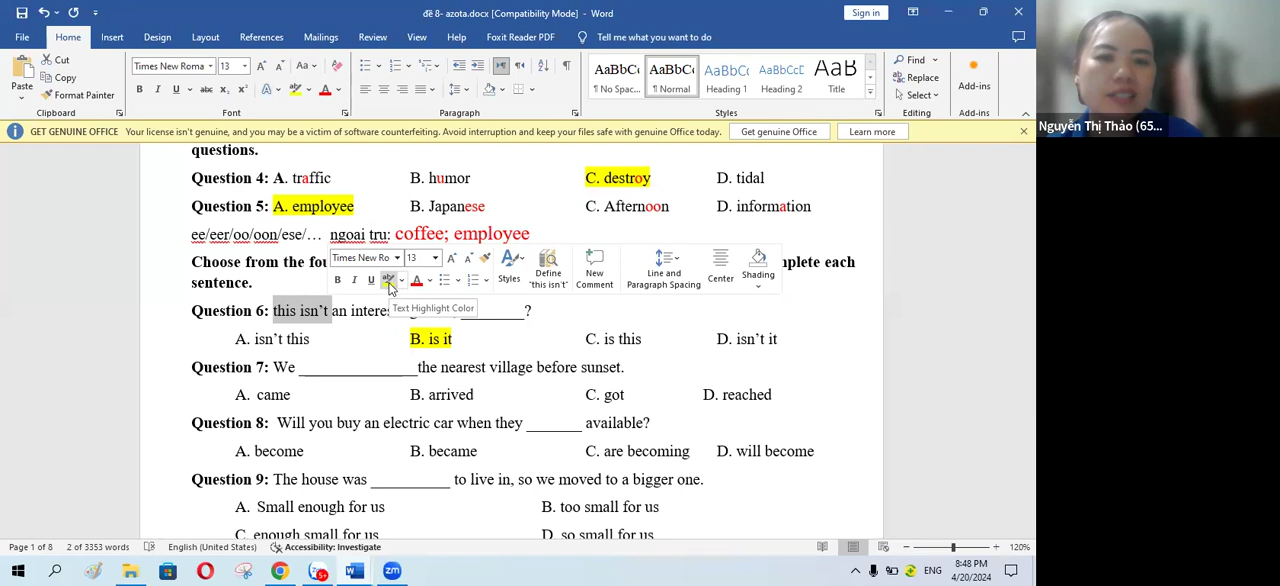 đề 8- azota.docx [Compatibility Mode] - Word
Sign in
File Home Insert Design Layout References Mailings Review View Help Foxit Reader PDF Tell me what you want to do
Paste Cut Copy Format Painter
Times New Roma 13
AaBbCc AaBbCc AaBbC AaBbCcD AaB
¶ No Spac... ¶ Normal Heading 1 Heading 2 Title
Find Replace Select
Add-ins
Clipboard Font Paragraph Styles Editing Add-ins
GET GENUINE OFFICE Your license isn't genuine, and you may be a victim of software counterfeiting. Avoid interruption and keep your files safe with genuine Office today. Get genuine Office Learn more
Nguyễn Thị Thảo (65...
questions.
Question 4: A. traffic B. humor C. destroy D. tidal
Question 5: A. employee B. Japanese C. Afternoon D. information
ee/eer/oo/oon/ese/… ngoai tru: coffee; employee
Choose from the fou mplete each
sentence.
Times New Ro 13
Styles Define "this isn't" New Comment Line and Paragraph Spacing Center Shading
Text Highlight Color
Question 6: this isn’t an interes ________?
A. isn’t this B. is it C. is this D. isn’t it
Question 7: We ________________the nearest village before sunset.
A. came B. arrived C. got D. reached
Question 8: Will you buy an electric car when they _______ available?
A. become B. became C. are becoming D. will become
Question 9: The house was __________ to live in, so we moved to a bigger one.
A. Small enough for us B. too small for us
C. enough small for us D. so small for us
Page 1 of 8 2 of 3353 words English (United States) Accessibility: Investigate 120%
ENG 8:48 PM
4/20/2024